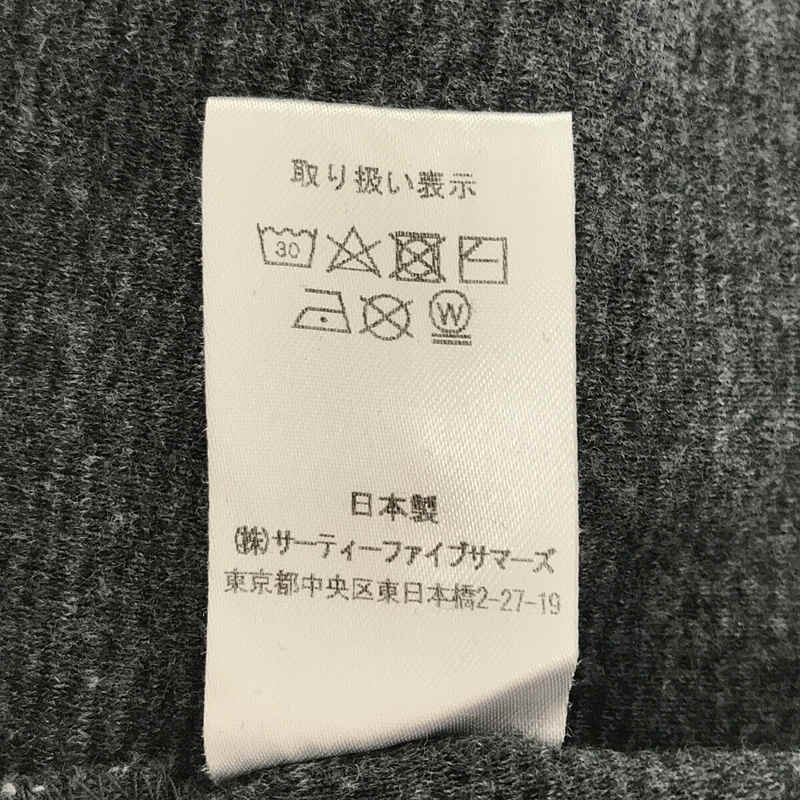 取り扱い表示
30
W
日本製
(株)サーティーファイブサマーズ
東京都中央区東日本橋2-27-19